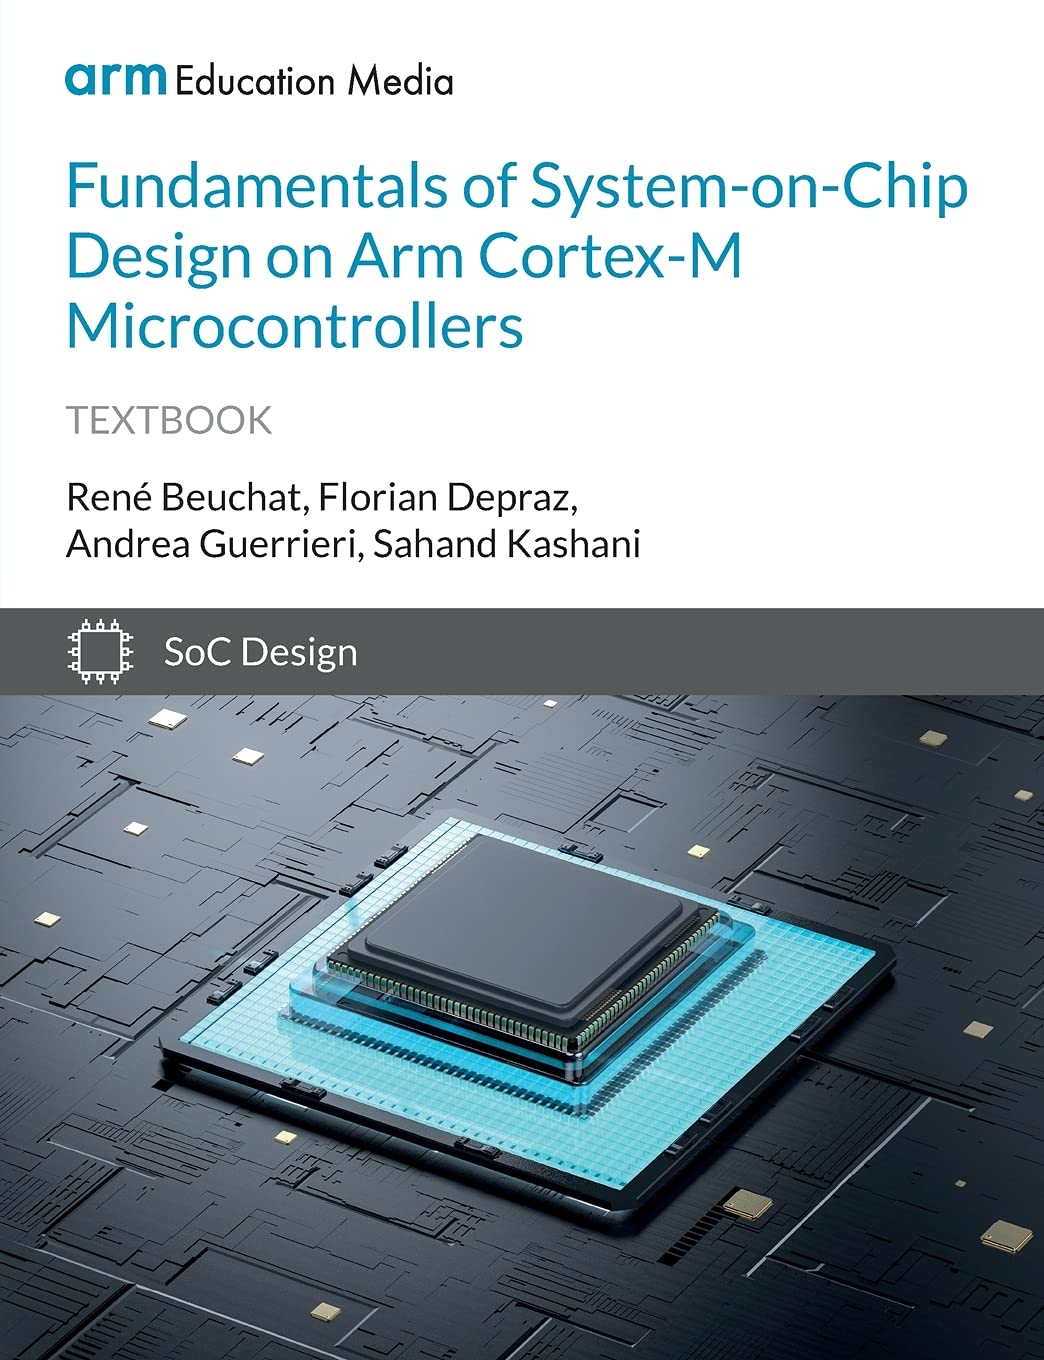 arm Education Media
Fundamentals of System-on-Chip
Design on Arm Cortex-M
Microcontrollers
TEXTBOOK
René Beuchat, Florian Depraz,
Andrea Guerrieri, Sahand Kashani
SoC Design